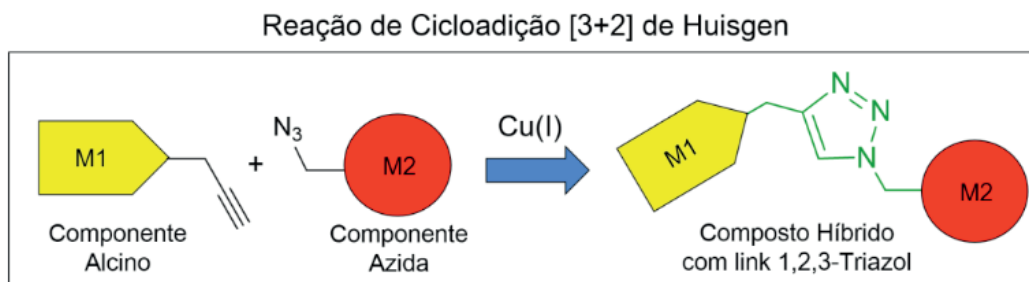 Reação de Cicloadição [3+2] de Huisgen
M1
+
N3
M2
Cu(I)
M1
N
N
N
M2
Componente
Alcino
Componente
Azida
Composto Híbrido
com link 1,2,3-Triazol